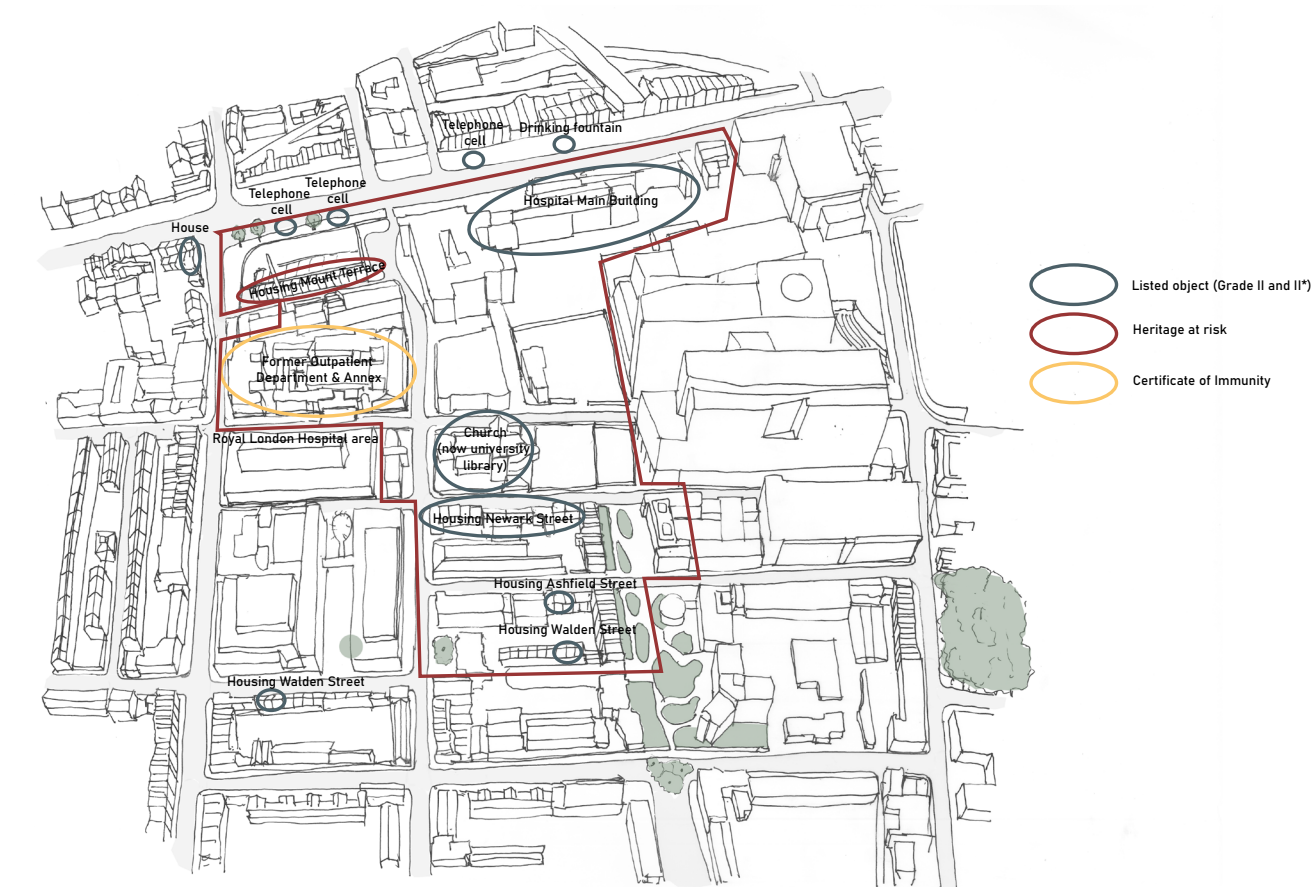 Telephone
cell
Drinking fountain
Telephone
cell
Telephone
cell
Hospital Main Building
House
Housing Mount Terrace
Listed object (Grade II and II*)
Heritage at risk
Certificate of Immunity
Former Outpatient
Department & Annex
Royal London Hospital area
Church
(now university
library)
Housing Newark Street
Housing Ashfield Street
Housing Walden Street
Housing Walden Street